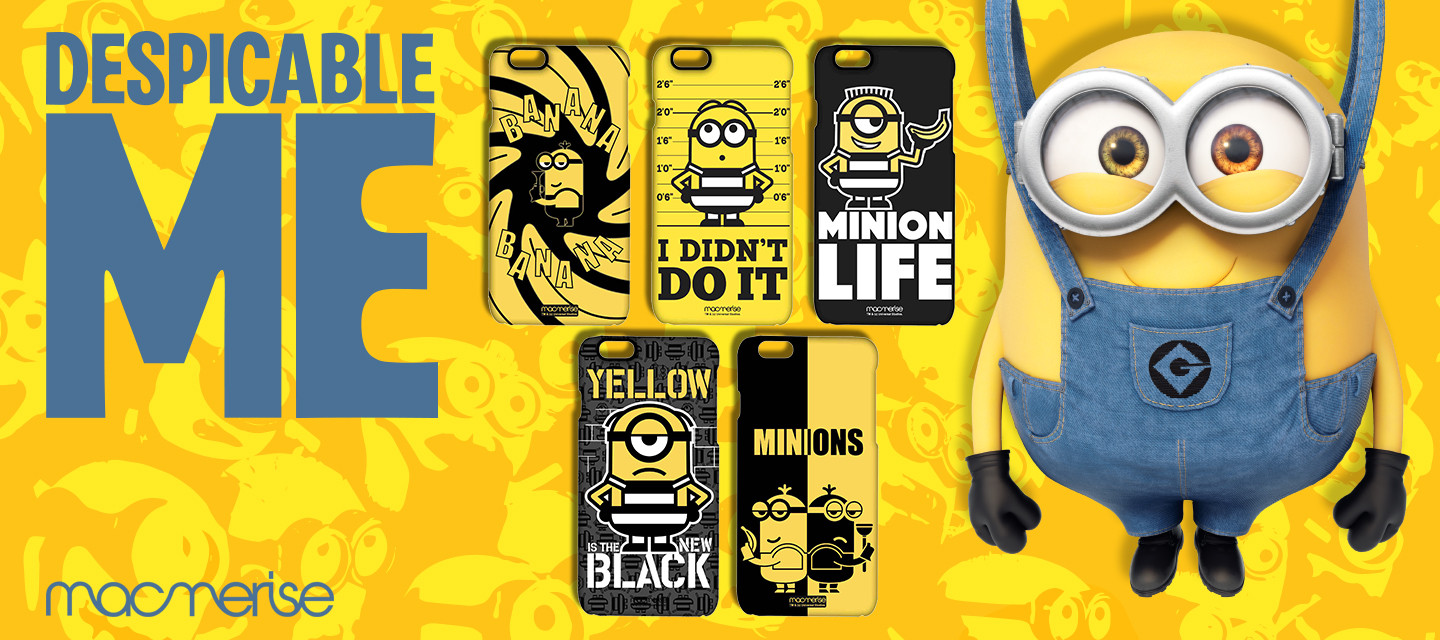 DESPICABLE
ME
macmerise
BANANA
BANANA
macmerise
2'6" 2'6"
2'0" 2'0"
1'6" 1'6"
1'0" 1'0"
0'6" 0'6"
I DIDN'T
DO IT
macmerise
MINION
LIFE
macmerise
YELLOW
IS THE NEW
BLACK
MINIONS
macmerise
G